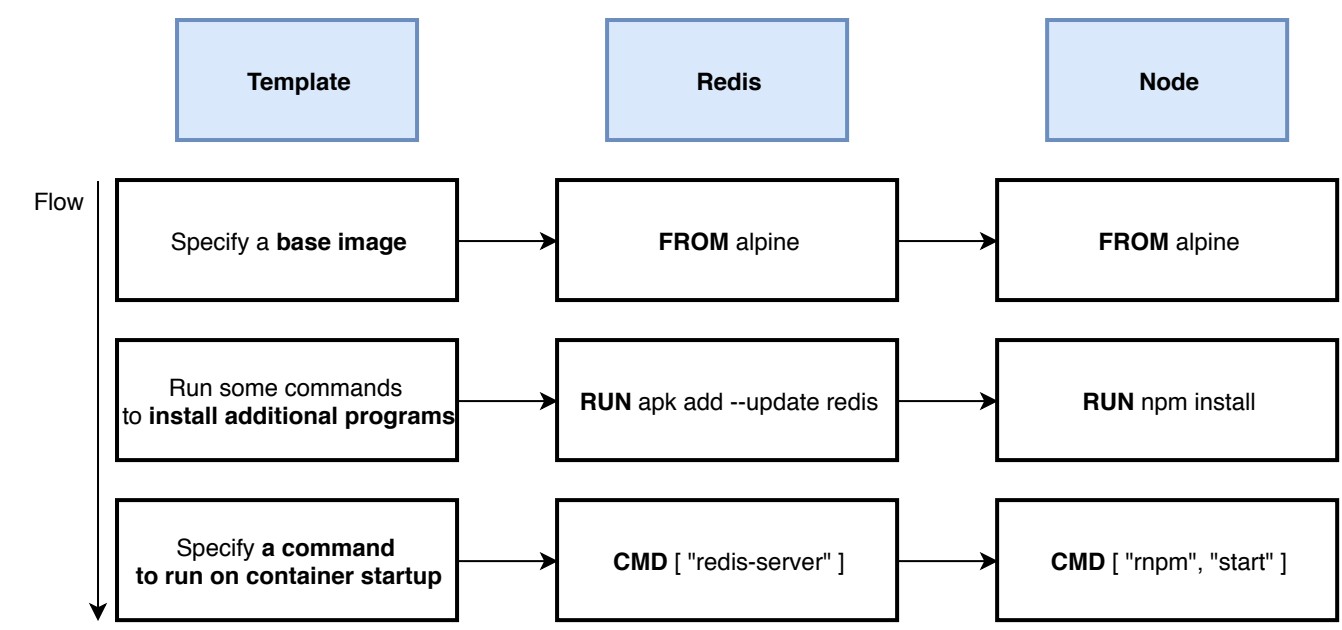 Template
Redis
Node
Flow
Specify a base image
FROM alpine
FROM alpine
Run some commands
to install additional programs
RUN apk add --update redis
RUN npm install
Specify a command
to run on container startup
CMD [ "redis-server" ]
CMD [ "rnpm", "start" ]